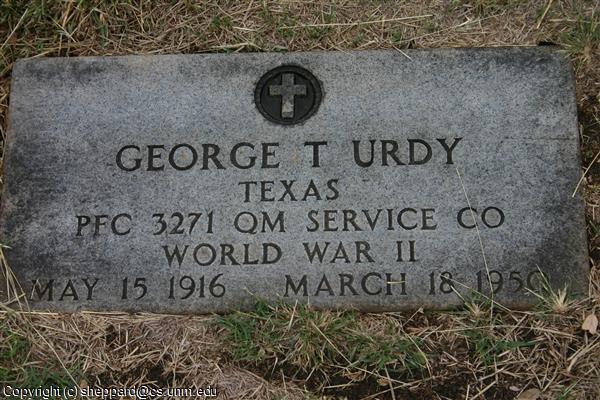 GEORGE T URDY
TEXAS
PFC 3271 QM SERVICE CO
WORLD WAR II
MAY 15 1916 MARCH 18 1950
Copyright (c) sheppard@cs.unm.edu